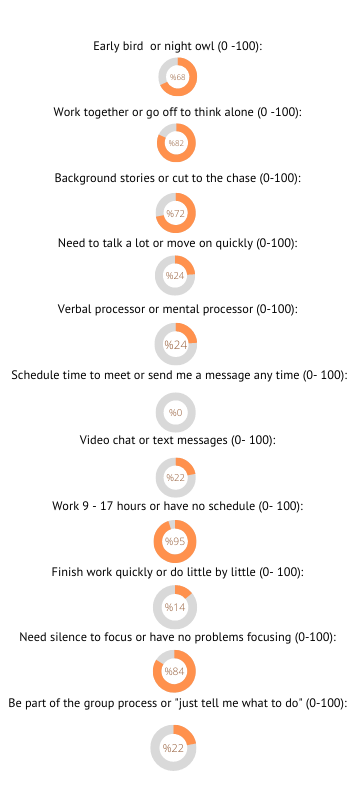 Early bird  or night owl (0 -100):
%68
Work together or go off to think alone (0 -100):
%82
Background stories or cut to the chase (0-100):
%72
Need to talk a lot or move on quickly (0-100):
%24
Verbal processor or mental processor (0-100):
%24
Schedule time to meet or send me a message any time (0- 100):
%0
Video chat or text messages (0- 100):
%22
Work 9 - 17 hours or have no schedule (0- 100):
%95
Finish work quickly or do little by little (0- 100):
%14
Need silence to focus or have no problems focusing (0-100):
%84
Be part of the group process or "just tell me what to do" (0-100):
%22